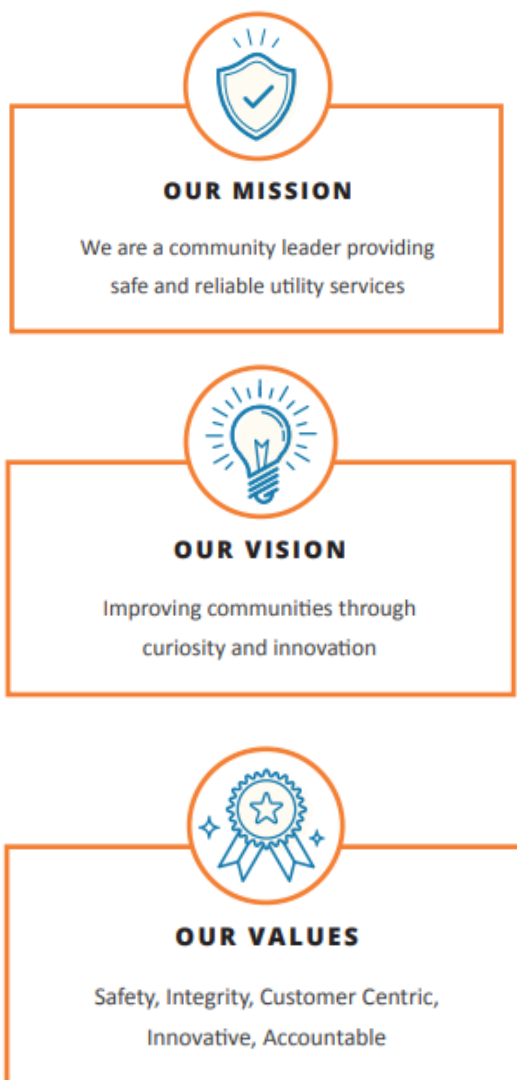 OUR MISSION
We are a community leader providing
safe and reliable utility services
OUR VISION
Improving communities through
curiosity and innovation
OUR VALUES
Safety, Integrity, Customer Centric,
Innovative, Accountable